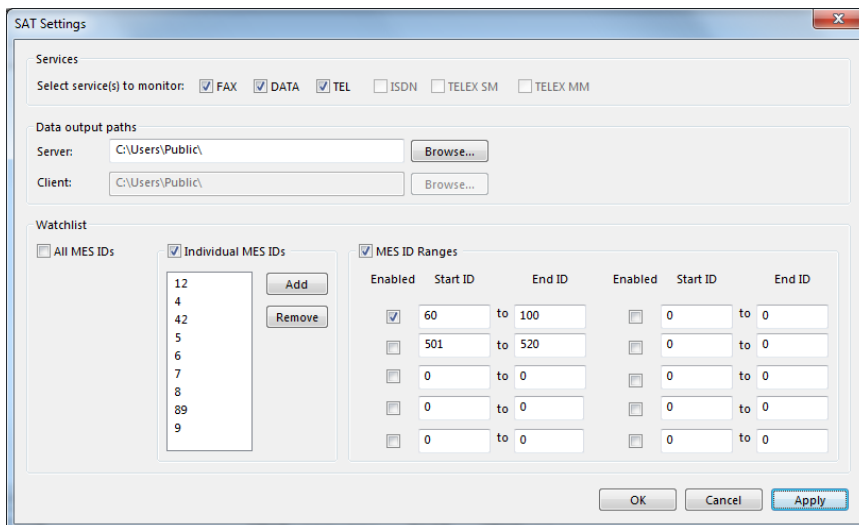 SAT Settings
Services
Select service(s) to monitor: FAX DATA TEL ISDN TELEX SM TELEX MM
Data output paths
Server: C:\Users\Public\ Browse...
Client: C:\Users\Public\ Browse...
Watchlist
All MES IDs
Individual MES IDs
12
4
42
5
6
7
8
89
9
Add
Remove
MES ID Ranges
Enabled Start ID End ID Enabled Start ID End ID
60 to 100 0 to 0
501 to 520 0 to 0
0 to 0 0 to 0
0 to 0 0 to 0
0 to 0 0 to 0
OK Cancel Apply